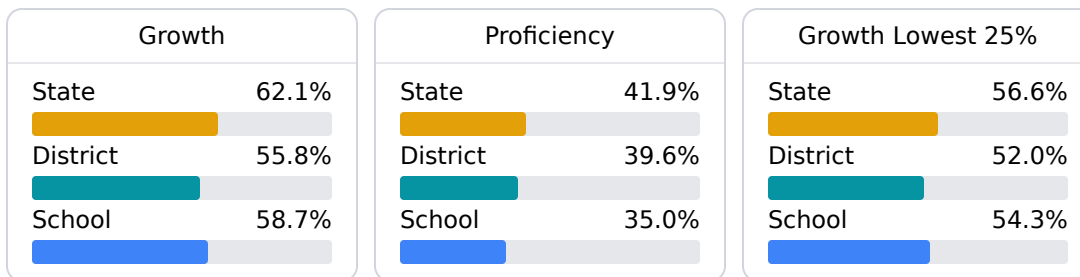 Growth
State 62.1%
District 55.8%
School 58.7%
Proficiency
State 41.9%
District 39.6%
School 35.0%
Growth Lowest 25%
State 56.6%
District 52.0%
School 54.3%